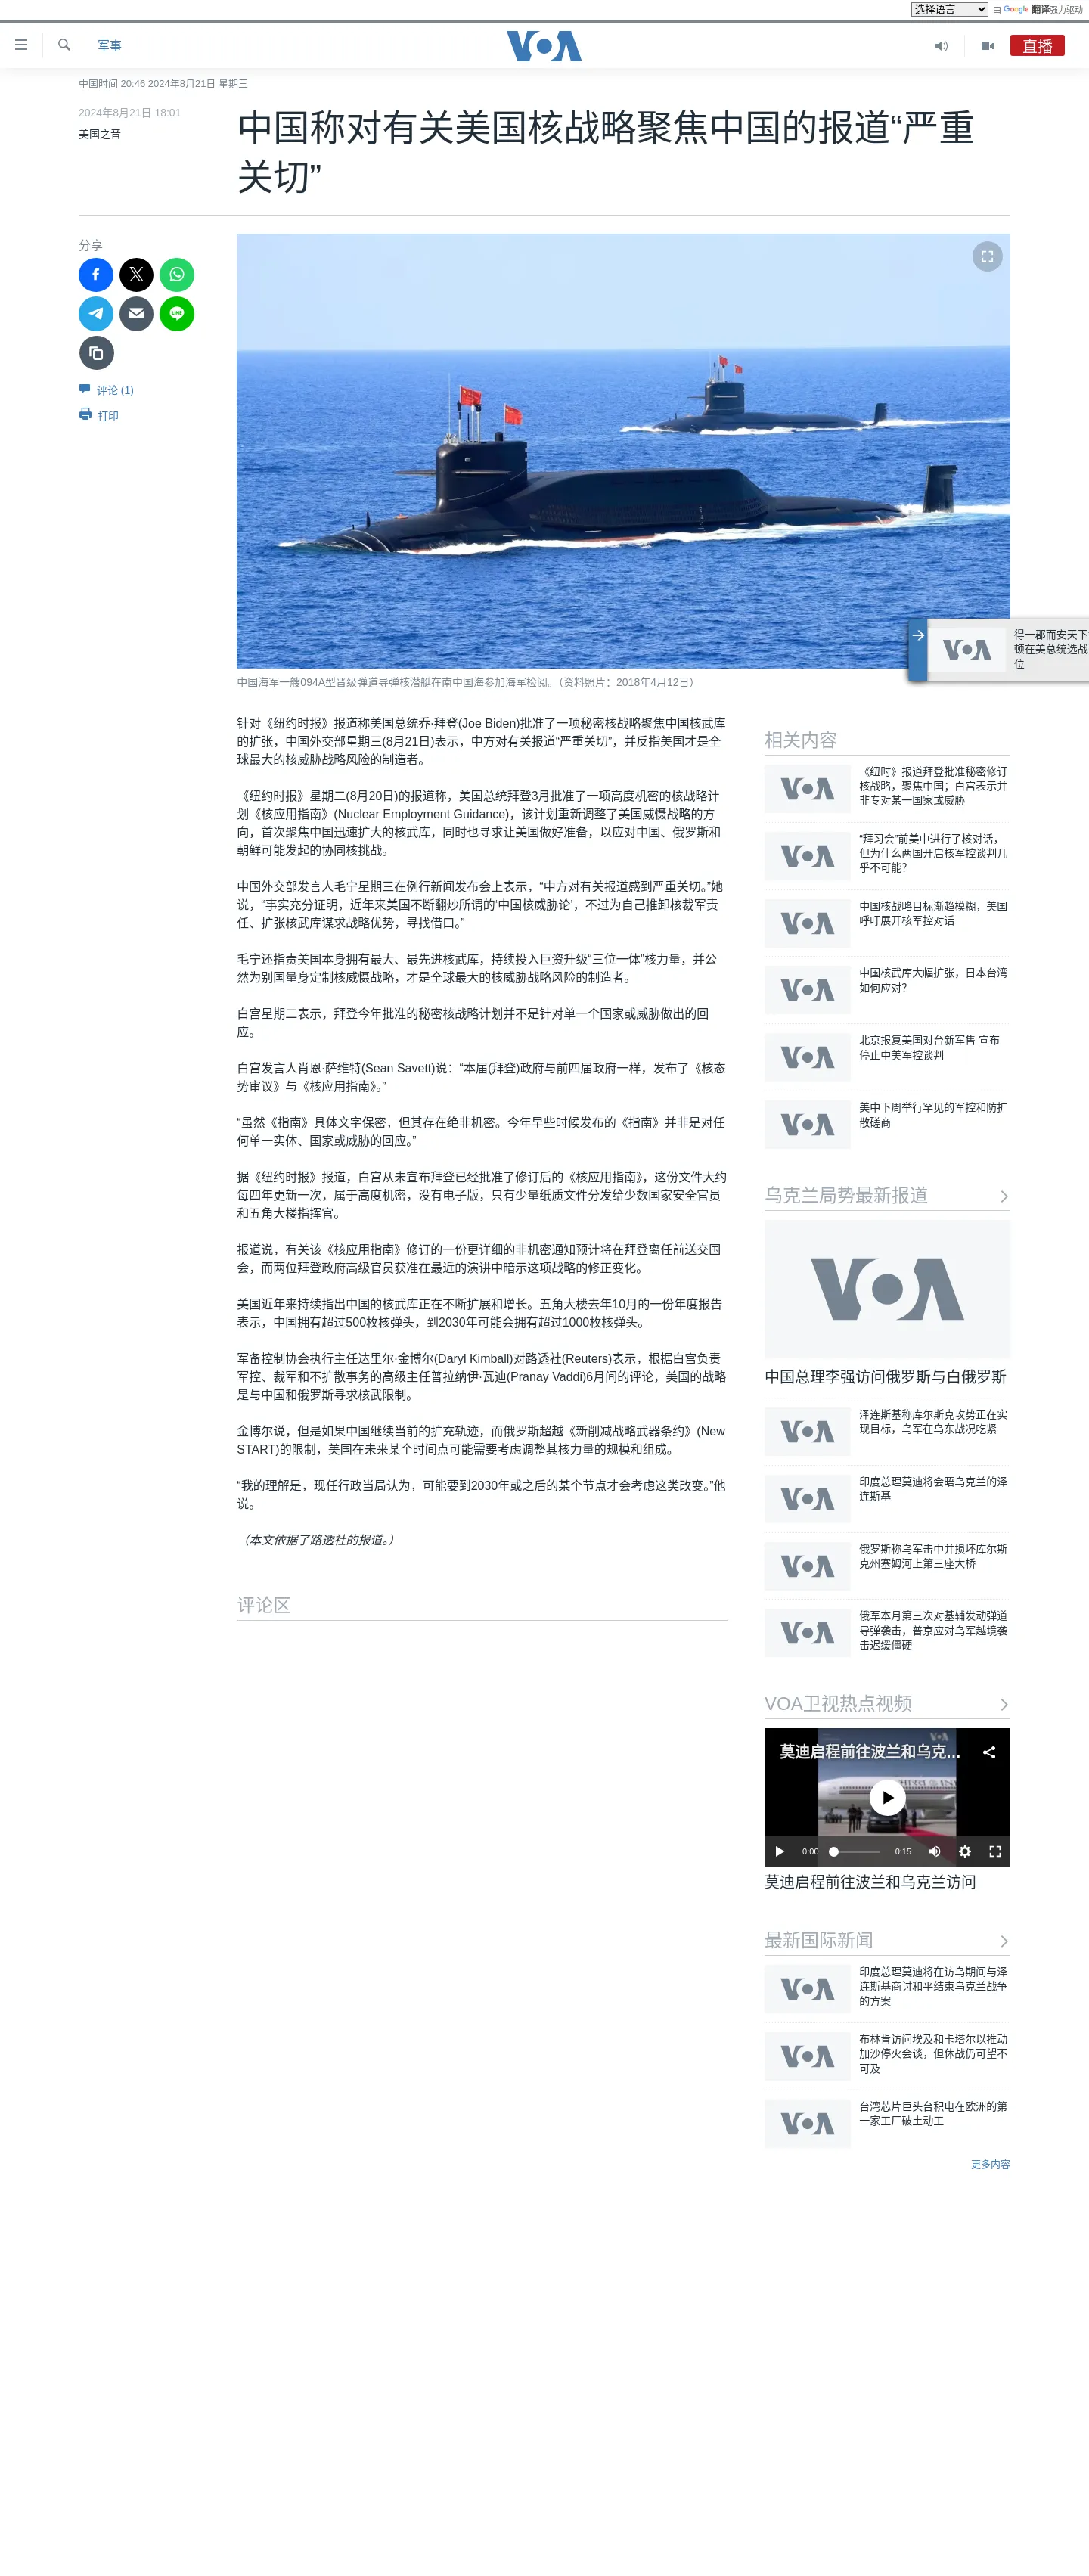 选择语言
由 Google 翻译强力驱动
军事
VOA
直播
中国时间 20:46 2024年8月21日 星期三
2024年8月21日 18:01
美国之音
中国称对有关美国核战略聚焦中国的报道“严重
关切”
分享
评论 (1)
打印
得一郡而安天下
顿在美总统选战
位
中国海军一艘094A型晋级弹道导弹核潜艇在南中国海参加海军检阅。（资料照片：2018年4月12日）
针对《纽约时报》报道称美国总统乔·拜登(Joe Biden)批准了一项秘密核战略聚焦中国核武库
的扩张，中国外交部星期三(8月21日)表示，中方对有关报道“严重关切”，并反指美国才是全
球最大的核威胁战略风险的制造者。
《纽约时报》星期二(8月20日)的报道称，美国总统拜登3月批准了一项高度机密的核战略计
划《核应用指南》(Nuclear Employment Guidance)，该计划重新调整了美国威慑战略的方
向，首次聚焦中国迅速扩大的核武库，同时也寻求让美国做好准备，以应对中国、俄罗斯和
朝鲜可能发起的协同核挑战。
中国外交部发言人毛宁星期三在例行新闻发布会上表示，“中方对有关报道感到严重关切。”她
说，“事实充分证明，近年来美国不断翻炒所谓的‘中国核威胁论’，不过为自己推卸核裁军责
任、扩张核武库谋求战略优势，寻找借口。”
毛宁还指责美国本身拥有最大、最先进核武库，持续投入巨资升级“三位一体”核力量，并公
然为别国量身定制核威慑战略，才是全球最大的核威胁战略风险的制造者。
白宫星期二表示，拜登今年批准的秘密核战略计划并不是针对单一个国家或威胁做出的回
应。
白宫发言人肖恩·萨维特(Sean Savett)说：“本届(拜登)政府与前四届政府一样，发布了《核态
势审议》与《核应用指南》。”
“虽然《指南》具体文字保密，但其存在绝非机密。今年早些时候发布的《指南》并非是对任
何单一实体、国家或威胁的回应。”
据《纽约时报》报道，白宫从未宣布拜登已经批准了修订后的《核应用指南》，这份文件大约
每四年更新一次，属于高度机密，没有电子版，只有少量纸质文件分发给少数国家安全官员
和五角大楼指挥官。
报道说，有关该《核应用指南》修订的一份更详细的非机密通知预计将在拜登离任前送交国
会，而两位拜登政府高级官员获准在最近的演讲中暗示这项战略的修正变化。
美国近年来持续指出中国的核武库正在不断扩展和增长。五角大楼去年10月的一份年度报告
表示，中国拥有超过500枚核弹头，到2030年可能会拥有超过1000枚核弹头。
军备控制协会执行主任达里尔·金博尔(Daryl Kimball)对路透社(Reuters)表示，根据白宫负责
军控、裁军和不扩散事务的高级主任普拉纳伊·瓦迪(Pranay Vaddi)6月间的评论，美国的战略
是与中国和俄罗斯寻求核武限制。
金博尔说，但是如果中国继续当前的扩充轨迹，而俄罗斯超越《新削减战略武器条约》(New
START)的限制，美国在未来某个时间点可能需要考虑调整其核力量的规模和组成。
“我的理解是，现任行政当局认为，可能要到2030年或之后的某个节点才会考虑这类改变。”他
说。
（本文依据了路透社的报道。）
评论区
相关内容
《纽时》报道拜登批准秘密修订
核战略，聚焦中国；白宫表示并
非专对某一国家或威胁
“拜习会”前美中进行了核对话，
但为什么两国开启核军控谈判几
乎不可能？
中国核战略目标渐趋模糊，美国
呼吁展开核军控对话
中国核武库大幅扩张，日本台湾
如何应对？
北京报复美国对台新军售 宣布
停止中美军控谈判
美中下周举行罕见的军控和防扩
散磋商
乌克兰局势最新报道
VOA
中国总理李强访问俄罗斯与白俄罗斯
泽连斯基称库尔斯克攻势正在实
现目标，乌军在乌东战况吃紧
印度总理莫迪将会晤乌克兰的泽
连斯基
俄罗斯称乌军击中并损坏库尔斯
克州塞姆河上第三座大桥
俄军本月第三次对基辅发动弹道
导弹袭击，普京应对乌军越境袭
击迟缓僵硬
VOA卫视热点视频
莫迪启程前往波兰和乌克...
0:00
0:15
莫迪启程前往波兰和乌克兰访问
最新国际新闻
印度总理莫迪将在访乌期间与泽
连斯基商讨和平结束乌克兰战争
的方案
布林肯访问埃及和卡塔尔以推动
加沙停火会谈，但休战仍可望不
可及
台湾芯片巨头台积电在欧洲的第
一家工厂破土动工
更多内容